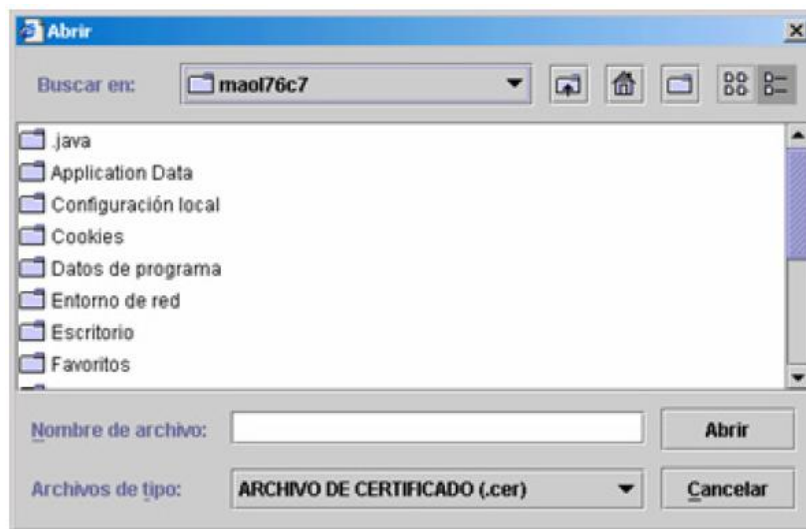 Abrir
Buscar en: maol76c7
.java
Application Data
Configuración local
Cookies
Datos de programa
Entorno de red
Escritorio
Favoritos
Nombre de archivo: Abrir
Archivos de tipo: ARCHIVO DE CERTIFICADO (.cer) Cancelar